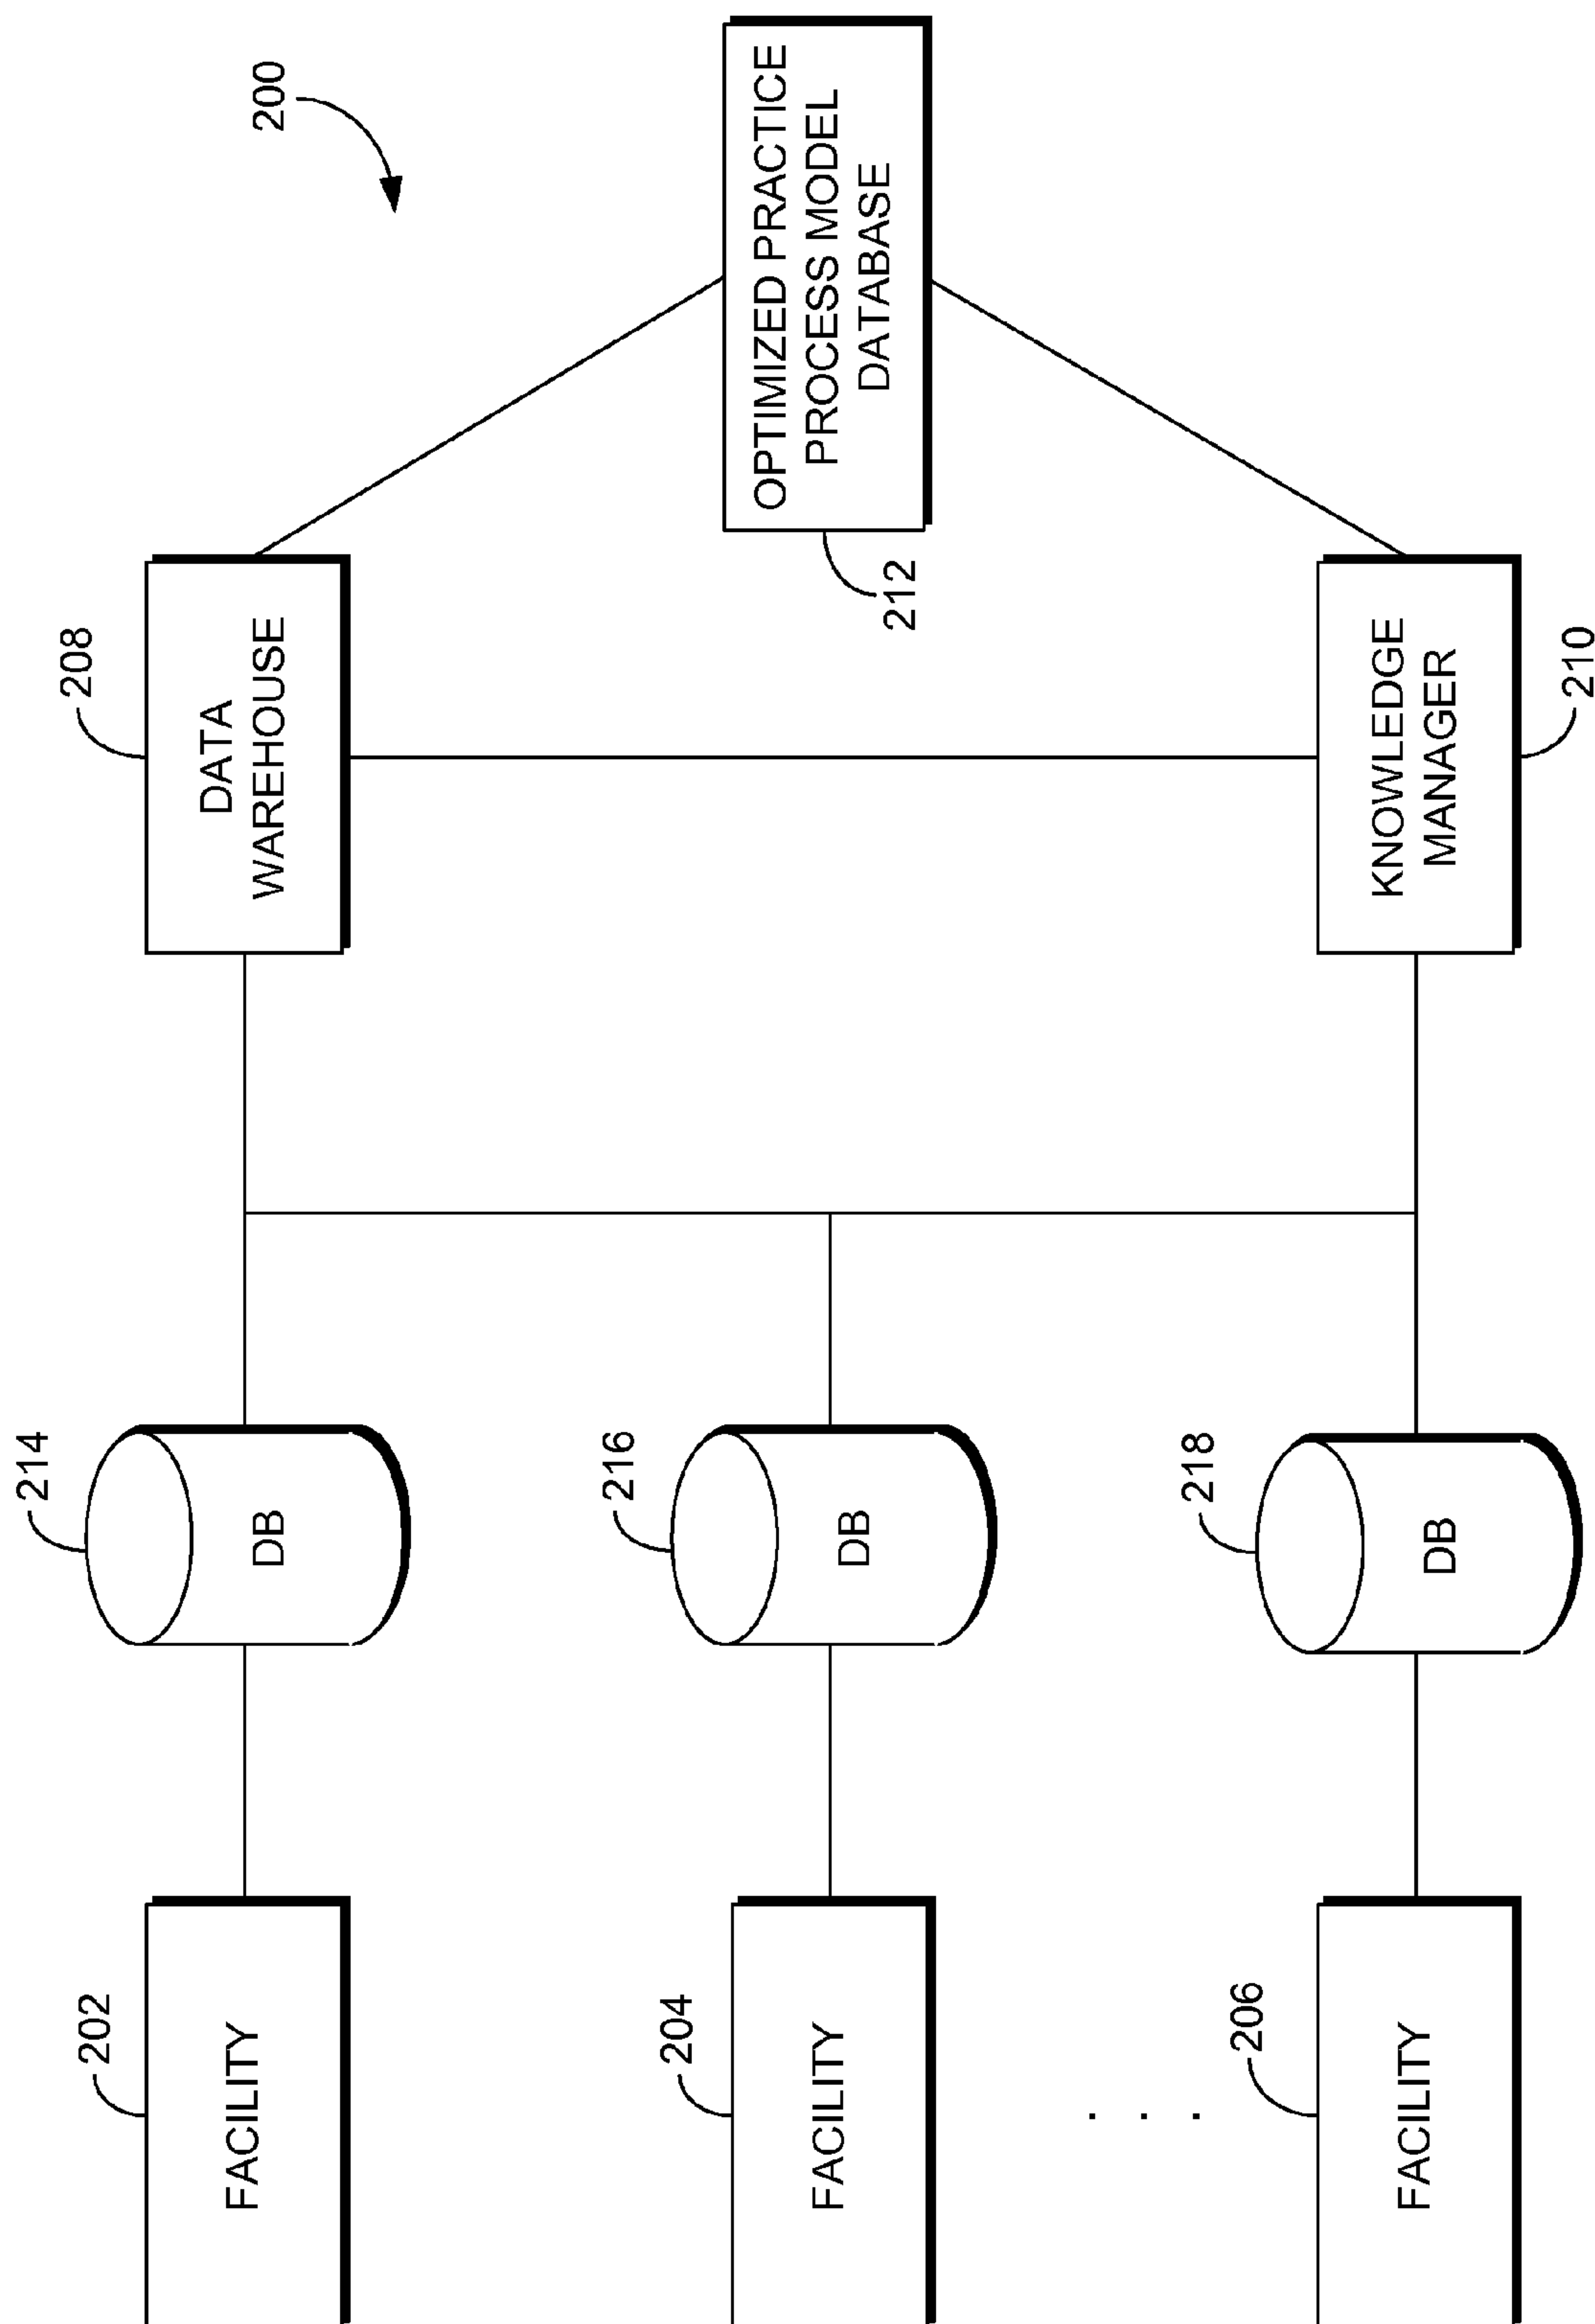 200
202
FACILITY
214
DB
208
DATA
WAREHOUSE
204
FACILITY
216
DB
OPTIMIZED PRACTICE
PROCESS MODEL
DATABASE
212
. . .
206
FACILITY
218
DB
KNOWLEDGE
MANAGER
210